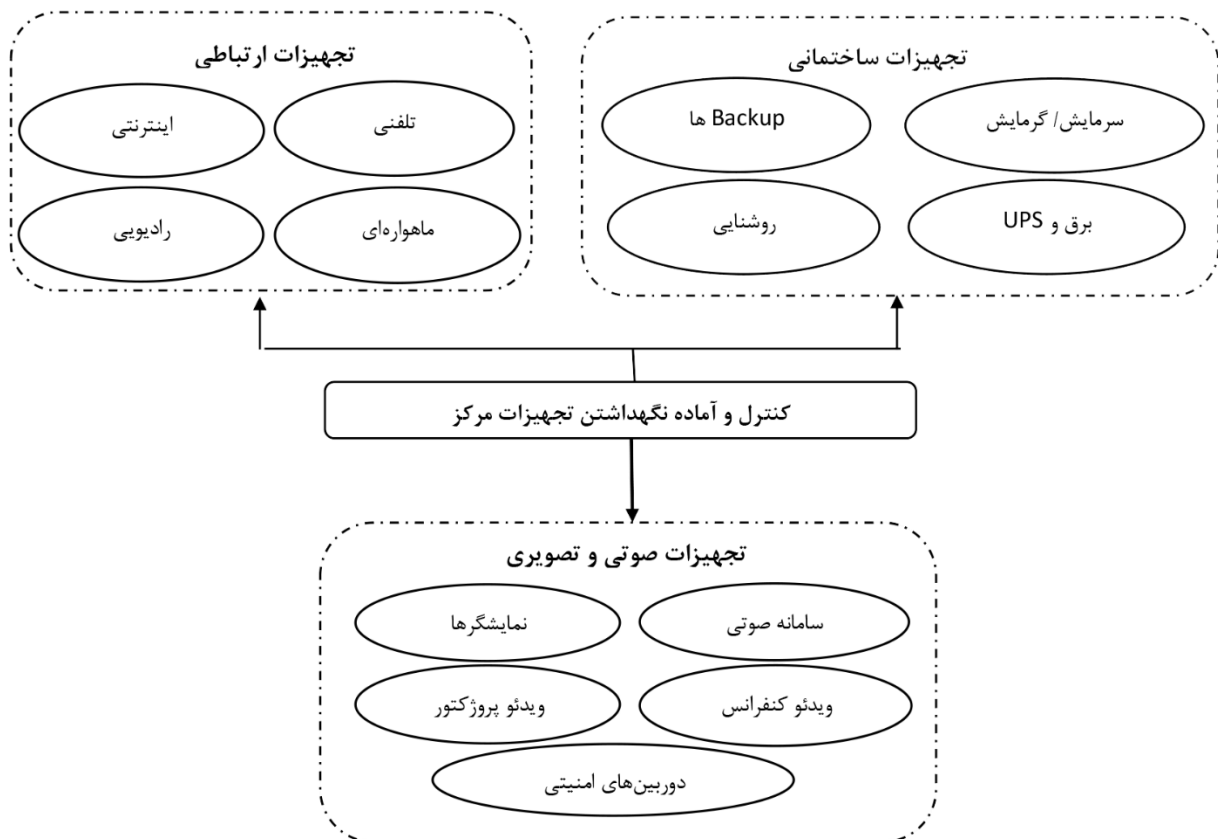 تجهیزات ساختمانی
سرمایش/ گرمایش
Backup ها
برق و UPS
روشنایی
تجهیزات ارتباطی
تلفنی
اینترنتی
ماهواره‌ای
رادیویی
کنترل و آماده نگهداشتن تجهیزات مرکز
تجهیزات صوتی و تصویری
سامانه صوتی
نمایشگرها
ویدئو کنفرانس
ویدئو پروژکتور
دوربین‌های امنیتی